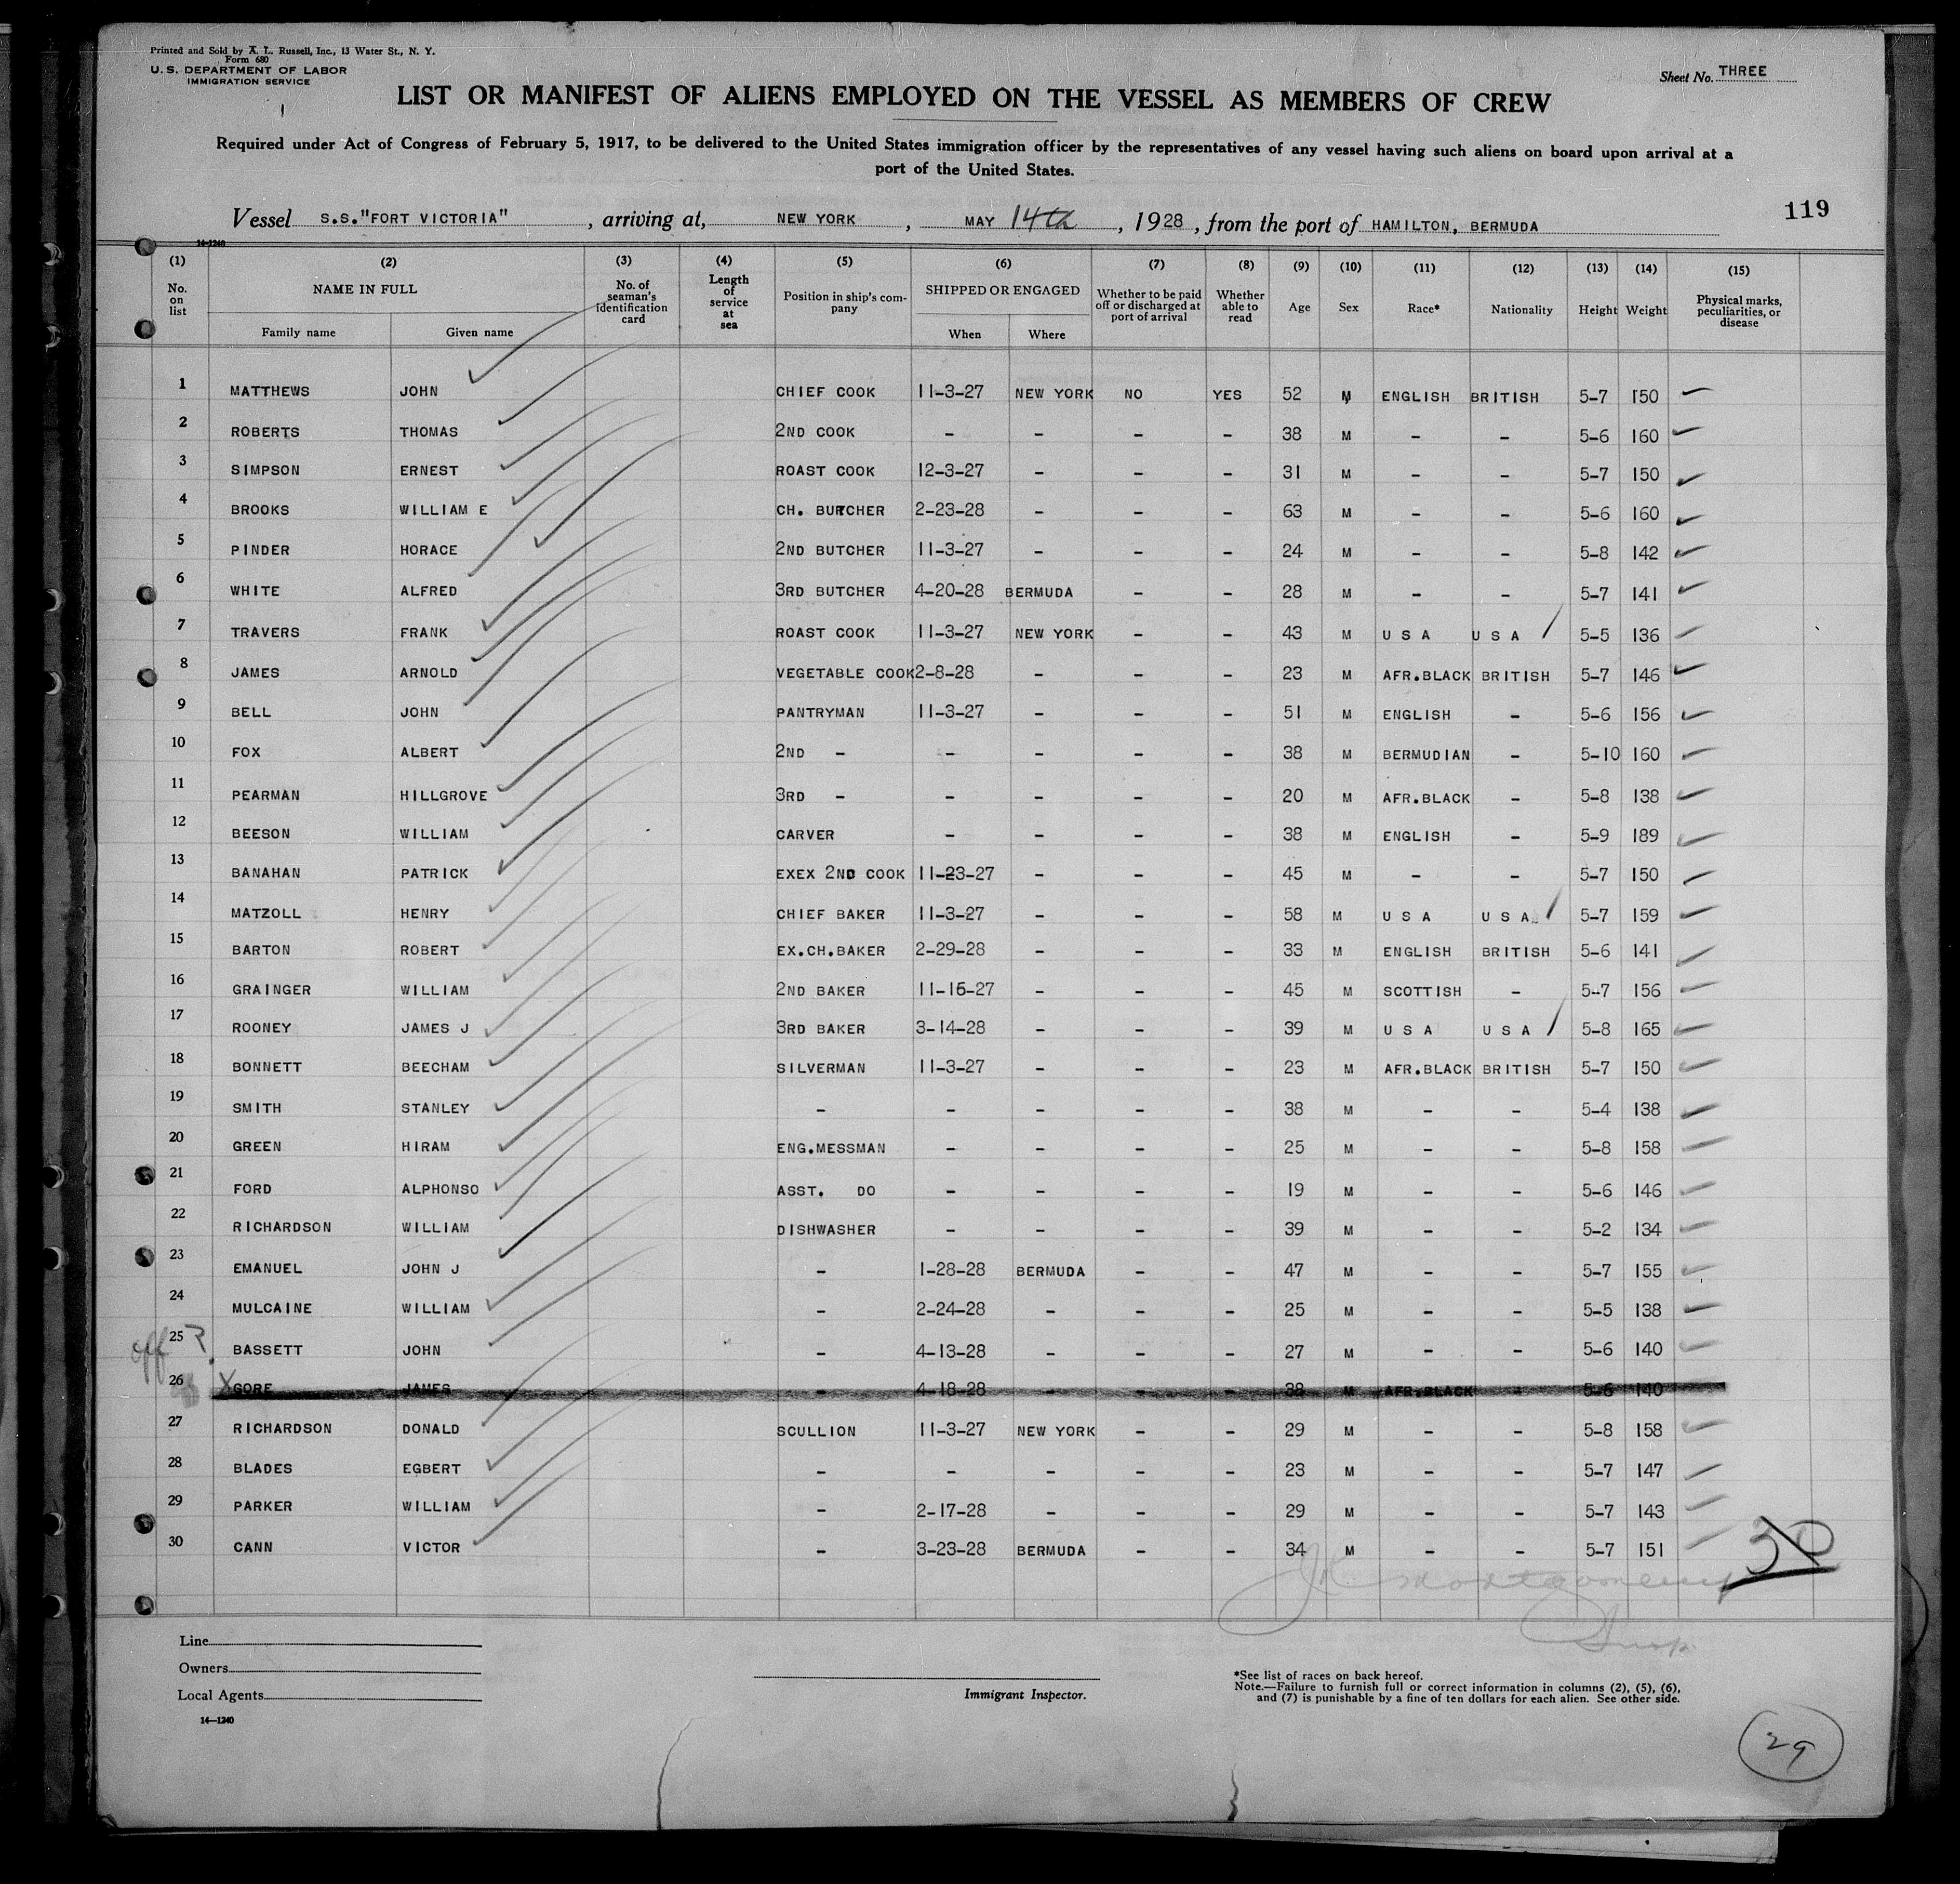 Printed and Sold by A. L. Russell, Inc., 13 Water St., N. Y.
Form 680
U. S. DEPARTMENT OF LABOR
IMMIGRATION SERVICE
Sheet No. THREE
LIST OR MANIFEST OF ALIENS EMPLOYED ON THE VESSEL AS MEMBERS OF CREW
Required under Act of Congress of February 5, 1917, to be delivered to the United States immigration officer by the representatives of any vessel having such aliens on board upon arrival at a
port of the United States.
119
Vessel S.S."FORT VICTORIA", arriving at, NEW YORK, MAY 14th, 1928, from the port of HAMILTON, BERMUDA
14-1240
(1) (2) (3) (4) (5) (6) (7) (8) (9) (10) (11) (12) (13) (14) (15)
No. on list NAME IN FULL Family name Given name No. of seaman's identification card Length of service at sea Position in ship's company SHIPPED OR ENGAGED When Where Whether to be paid off or discharged at port of arrival Whether able to read Age Sex Race* Nationality Height Weight Physical marks, peculiarities, or disease
1 MATTHEWS JOHN CHIEF COOK 11-3-27 NEW YORK NO YES 52 M ENGLISH BRITISH 5-7 150
2 ROBERTS THOMAS 2ND COOK - - - - 38 M - - 5-6 160
3 SIMPSON ERNEST ROAST COOK 12-3-27 - - - 31 M - - 5-7 150
4 BROOKS WILLIAM E CH. BUTCHER 2-23-28 - - - 63 M - - 5-6 160
5 PINDER HORACE 2ND BUTCHER 11-3-27 - - - 24 M - - 5-8 142
6 WHITE ALFRED 3RD BUTCHER 4-20-28 BERMUDA - - 28 M - - 5-7 141
7 TRAVERS FRANK ROAST COOK 11-3-27 NEW YORK - - 43 M U S A U S A 5-5 136
8 JAMES ARNOLD VEGETABLE COOK 2-8-28 - - - 23 M AFR.BLACK BRITISH 5-7 146
9 BELL JOHN PANTRYMAN 11-3-27 - - - 51 M ENGLISH - 5-6 156
10 FOX ALBERT 2ND - - - - - 38 M BERMUDIAN - 5-10 160
11 PEARMAN HILLGROVE 3RD - - - - - 20 M AFR.BLACK - 5-8 138
12 BEESON WILLIAM CARVER - - - - 38 M ENGLISH - 5-9 189
13 BANAHAN PATRICK EXEX 2ND COOK 11-23-27 - - - 45 M - - 5-7 150
14 MATZOLL HENRY CHIEF BAKER 11-3-27 - - - 58 M U S A U S A 5-7 159
15 BARTON ROBERT EX.CH.BAKER 2-29-28 - - - 33 M ENGLISH BRITISH 5-6 141
16 GRAINGER WILLIAM 2ND BAKER 11-16-27 - - - 45 M SCOTTISH - 5-7 156
17 ROONEY JAMES J 3RD BAKER 3-14-28 - - - 39 M U S A U S A 5-8 165
18 BONNETT BEECHAM SILVERMAN 11-3-27 - - - 23 M AFR.BLACK BRITISH 5-7 150
19 SMITH STANLEY - - - - - 38 M - - 5-4 138
20 GREEN HIRAM ENG.MESSMAN - - - - 25 M - - 5-8 158
21 FORD ALPHONSO ASST. DO - - - - 19 M - - 5-6 146
22 RICHARDSON WILLIAM DISHWASHER - - - - 39 M - - 5-2 134
23 EMANUEL JOHN J - 1-28-28 BERMUDA - - 47 M - - 5-7 155
24 MULCAINE WILLIAM - 2-24-28 - - - 25 M - - 5-5 138
25 BASSETT JOHN - 4-13-28 - - - 27 M - - 5-6 140
off
26 X GORE JAMES - 4-18-28 - - - 38 M AFR.BLACK - 5-6 140
27 RICHARDSON DONALD SCULLION 11-3-27 NEW YORK - - 29 M - - 5-8 158
28 BLADES EGBERT - - - - - 23 M - - 5-7 147
29 PARKER WILLIAM - 2-17-28 - - - 29 M - - 5-7 143
30 CANN VICTOR - 3-23-28 BERMUDA - - 34 M - - 5-7 151
30
Montgomery
Insp.
Line
Owners
Local Agents
14-1240
Immigrant Inspector.
*See list of races on back hereof.
Note.—Failure to furnish full or correct information in columns (2), (5), (6),
and (7) is punishable by a fine of ten dollars for each alien. See other side.
29